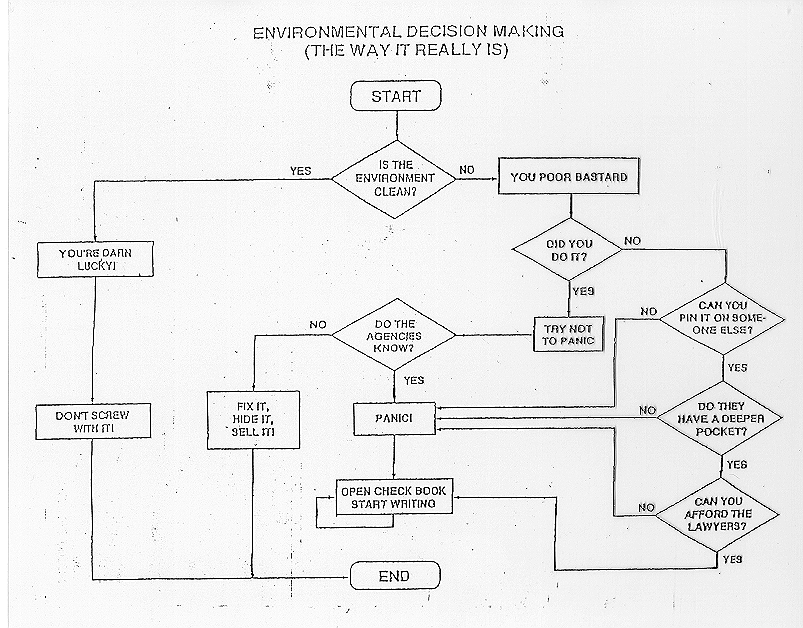 ENVIRONMENTAL DECISION MAKING
(THE WAY IT REALLY IS)
START
IS THE
ENVIRONMENT
CLEAN?
YES
NO
YOU POOR BASTARD
YOU'RE DARN
LUCKY!
DID YOU
DO IT?
NO
YES
CAN YOU
PIN IT ON SOME-
ONE ELSE?
NO
YES
TRY NOT
TO PANIC
DO THE
AGENCIES
KNOW?
NO
YES
FIX IT,
HIDE IT,
SELL IT!
PANIC!
DON'T SCREW
WITH IT!
DO THEY
HAVE A DEEPER
POCKET?
NO
YES
OPEN CHECK BOOK
START WRITING
CAN YOU
AFFORD THE
LAWYERS?
NO
YES
END